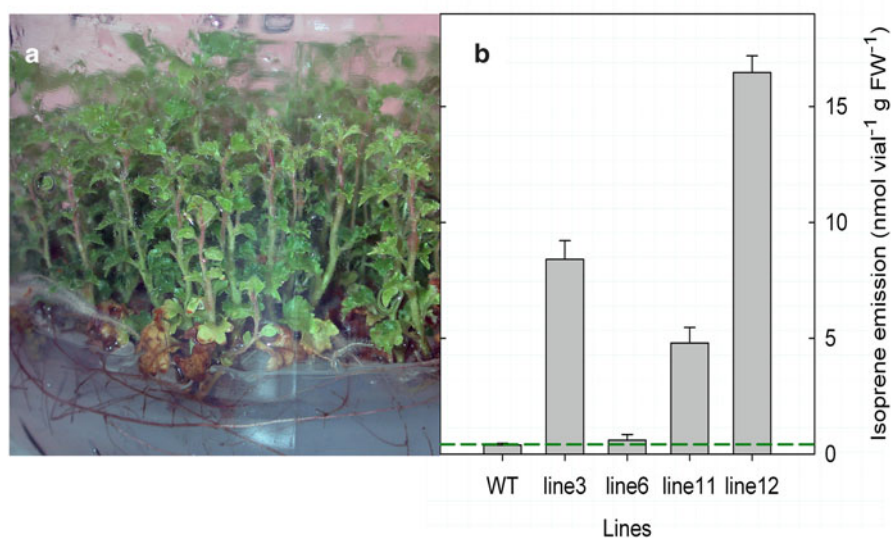 a
b
15
10
5
0
Isoprene emission (nmol vial⁻¹ g FW⁻¹)
WT line3 line6 line11 line12
Lines